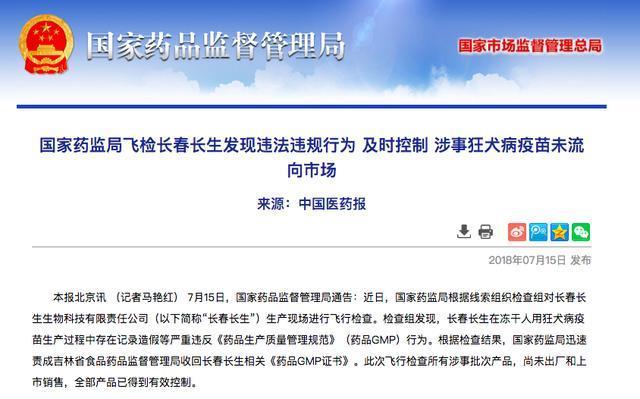 国家药品监督管理局
国家市场监督管理总局
国家药监局飞检长春长生发现违法违规行为 及时控制 涉事狂犬病疫苗未流
向市场
来源：中国医药报
2018年07月15日 发布
本报北京讯 （记者马艳红） 7月15日，国家药品监督管理局通告：近日，国家药监局根据线索组织检查组对长春长
生生物科技有限责任公司（以下简称“长春长生”）生产现场进行飞行检查。检查组发现，长春长生在冻干人用狂犬病疫
苗生产过程中存在记录造假等严重违反《药品生产质量管理规范》（药品GMP）行为。根据检查结果，国家药监局迅速
责成吉林省食品药品监督管理局收回长春长生相关《药品GMP证书》。此次飞行检查所有涉事批次产品，尚未出厂和上
市销售，全部产品已得到有效控制。